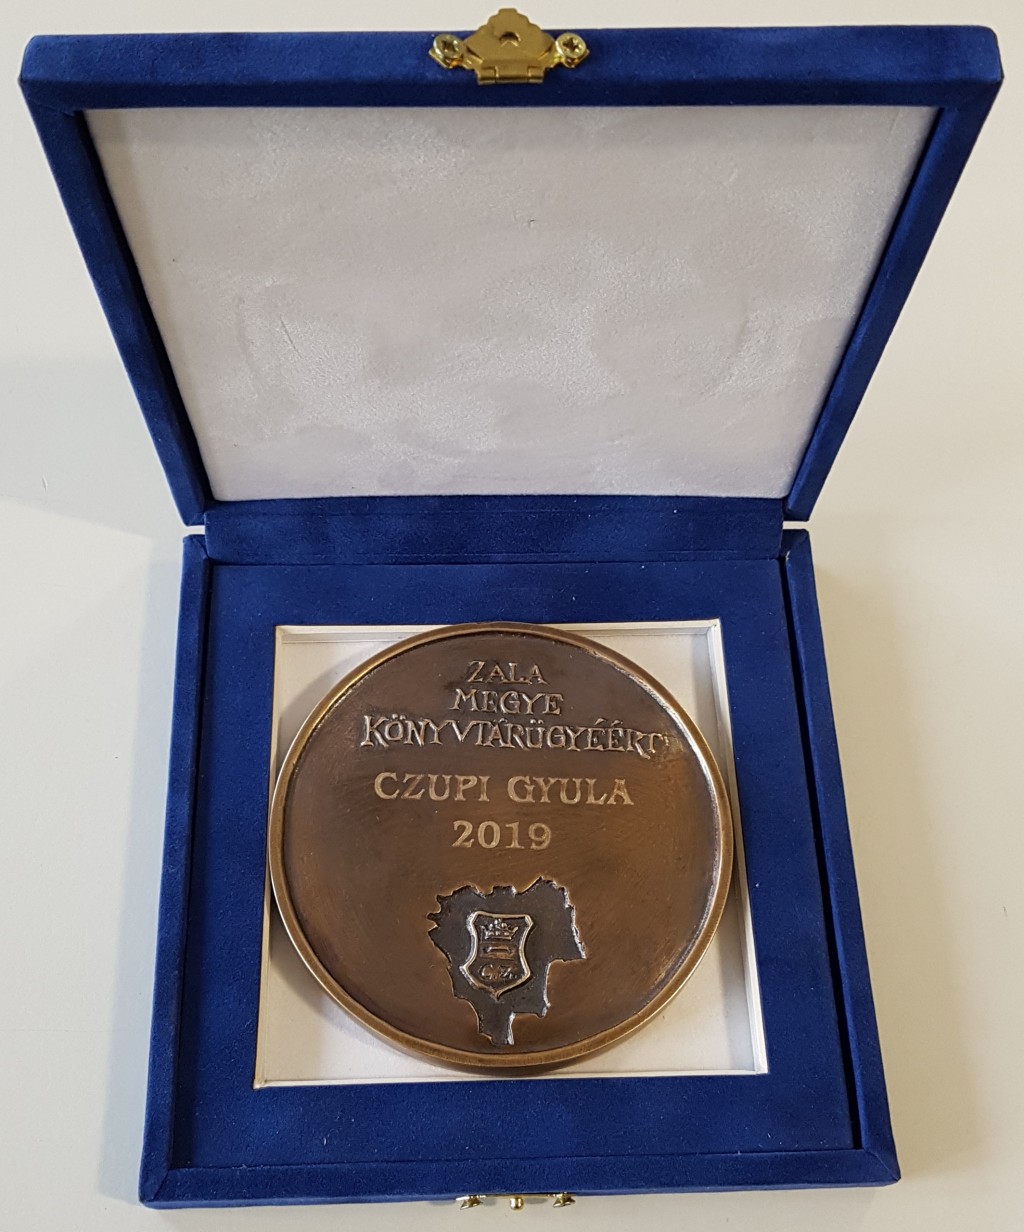 ZALA
MEGYE
KÖNYVTÁRÜGYÉÉRT
CZUPI GYULA
2019
C.Z.